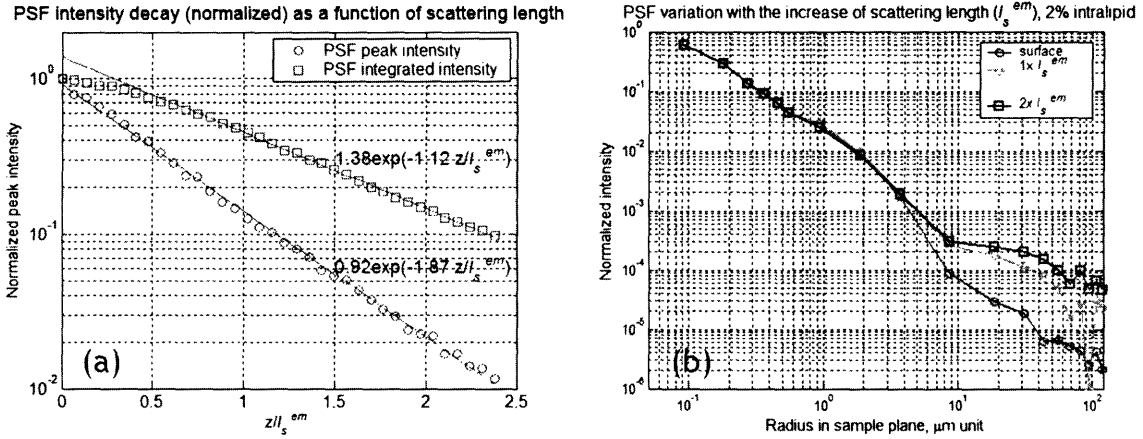 PSF intensity decay (normalized) as a function of scattering length
PSF peak intensity
PSF integrated intensity
10^0
10^-1
10^-2
Normalized peak intensity
1.38exp(-1.12 z/l_s^em)
0.92exp(-1.87 z/l_s^em)
(a)
0 0.5 1 1.5 2 2.5
z/l_s^em
PSF variation with the increase of scattering length (l_s^em), 2% intralipid
surface
1x l_s^em
2x l_s^em
10^0
10^-1
10^-2
10^-3
10^-4
10^-5
10^-6
Normalized intensity
(b)
10^-1 10^0 10^1 10^2
Radius in sample plane, μm unit